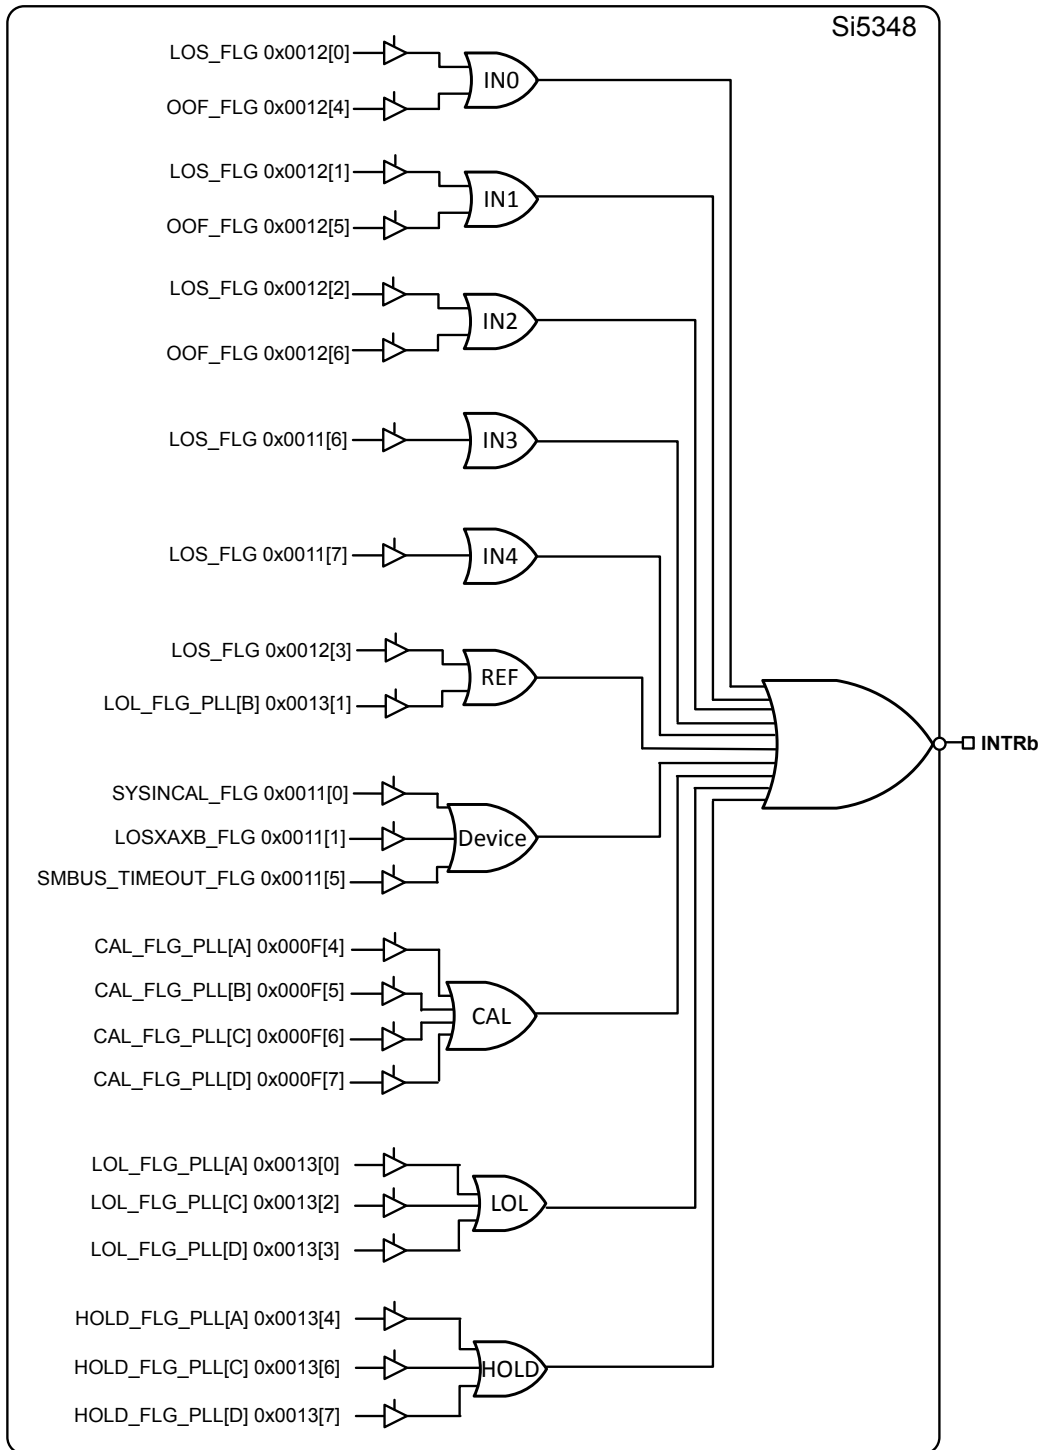 Si5348
LOS_FLG 0x0012[0]
IN0
OOF_FLG 0x0012[4]
LOS_FLG 0x0012[1]
IN1
OOF_FLG 0x0012[5]
LOS_FLG 0x0012[2]
IN2
OOF_FLG 0x0012[6]
LOS_FLG 0x0011[6]
IN3
LOS_FLG 0x0011[7]
IN4
LOS_FLG 0x0012[3]
REF
LOL_FLG_PLL[B] 0x0013[1]
INTRb
SYSINCAL_FLG 0x0011[0]
LOSXAXB_FLG 0x0011[1]
Device
SMBUS_TIMEOUT_FLG 0x0011[5]
CAL_FLG_PLL[A] 0x000F[4]
CAL_FLG_PLL[B] 0x000F[5]
CAL
CAL_FLG_PLL[C] 0x000F[6]
CAL_FLG_PLL[D] 0x000F[7]
LOL_FLG_PLL[A] 0x0013[0]
LOL_FLG_PLL[C] 0x0013[2]
LOL
LOL_FLG_PLL[D] 0x0013[3]
HOLD_FLG_PLL[A] 0x0013[4]
HOLD_FLG_PLL[C] 0x0013[6]
HOLD
HOLD_FLG_PLL[D] 0x0013[7]